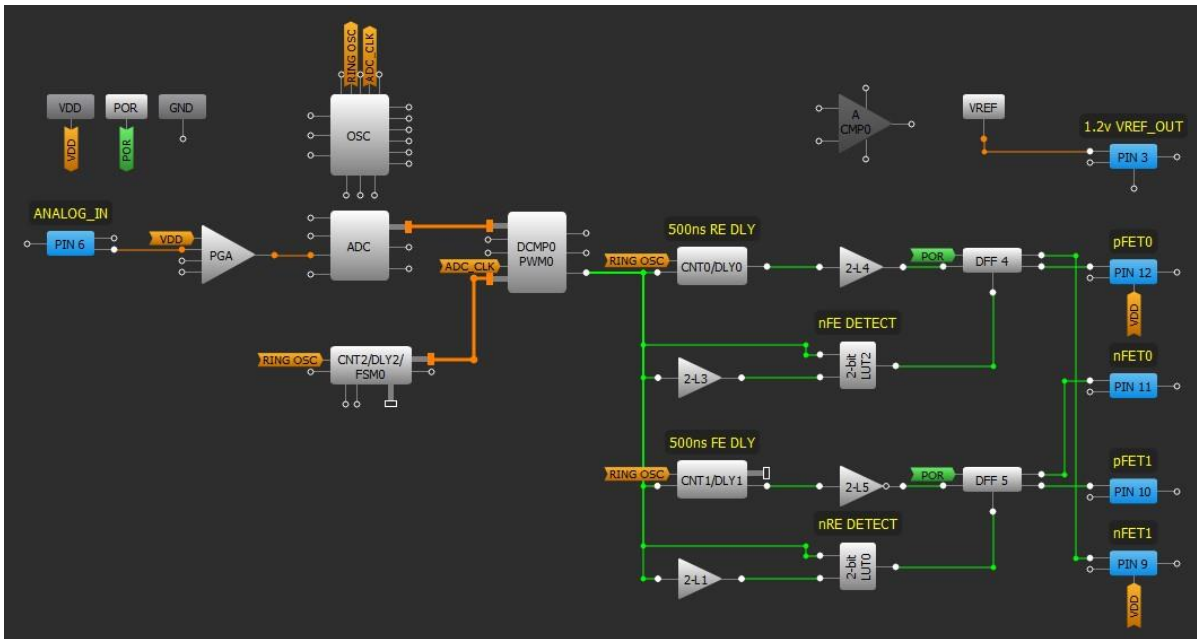 RING OSC
ADC_CLK
VDD
POR
GND
VDD
POR
OSC
A
CMP0
VREF
1.2v VREF_OUT
PIN 3
ANALOG_IN
PIN 6
VDD
PGA
ADC
DCMP0
PWM0
ADC_CLK
RING OSC
CNT2/DLY2/
FSM0
500ns RE DLY
RING OSC
CNT0/DLY0
2-L4
POR
DFF 4
pFET0
PIN 12
VDD
nFE DETECT
2-L3
2-bit
LUT2
nFET0
PIN 11
500ns FE DLY
RING OSC
CNT1/DLY1
2-L5
POR
DFF 5
pFET1
PIN 10
nRE DETECT
2-L1
2-bit
LUT0
nFET1
PIN 9
VDD